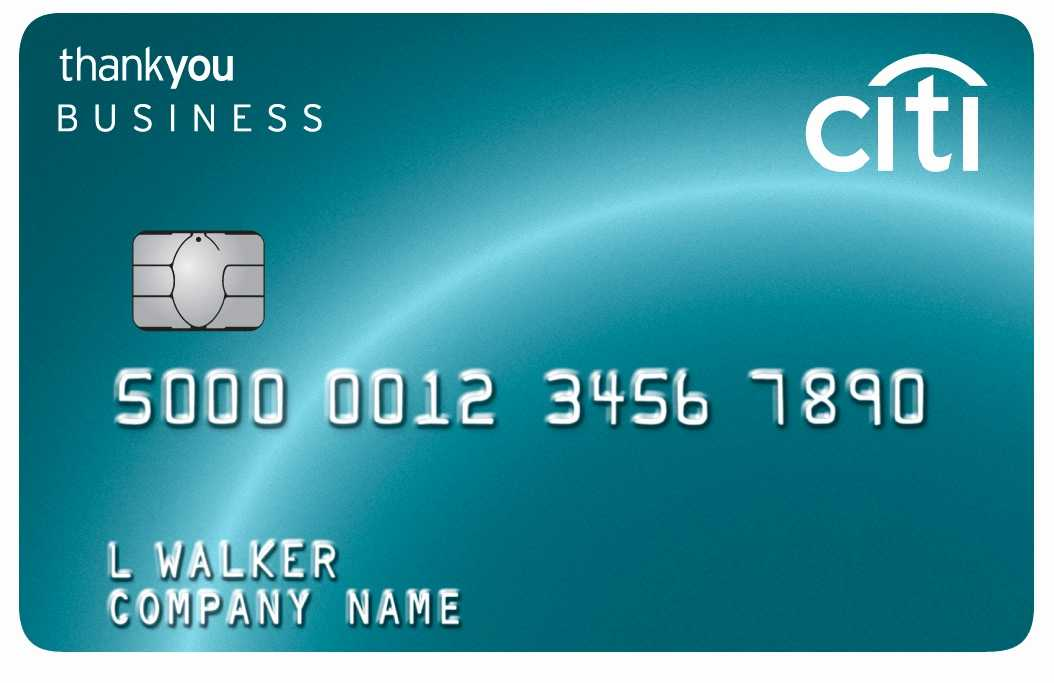 thankyou
BUSINESS
citi
5000 0012 3456 7890
L WALKER
COMPANY NAME